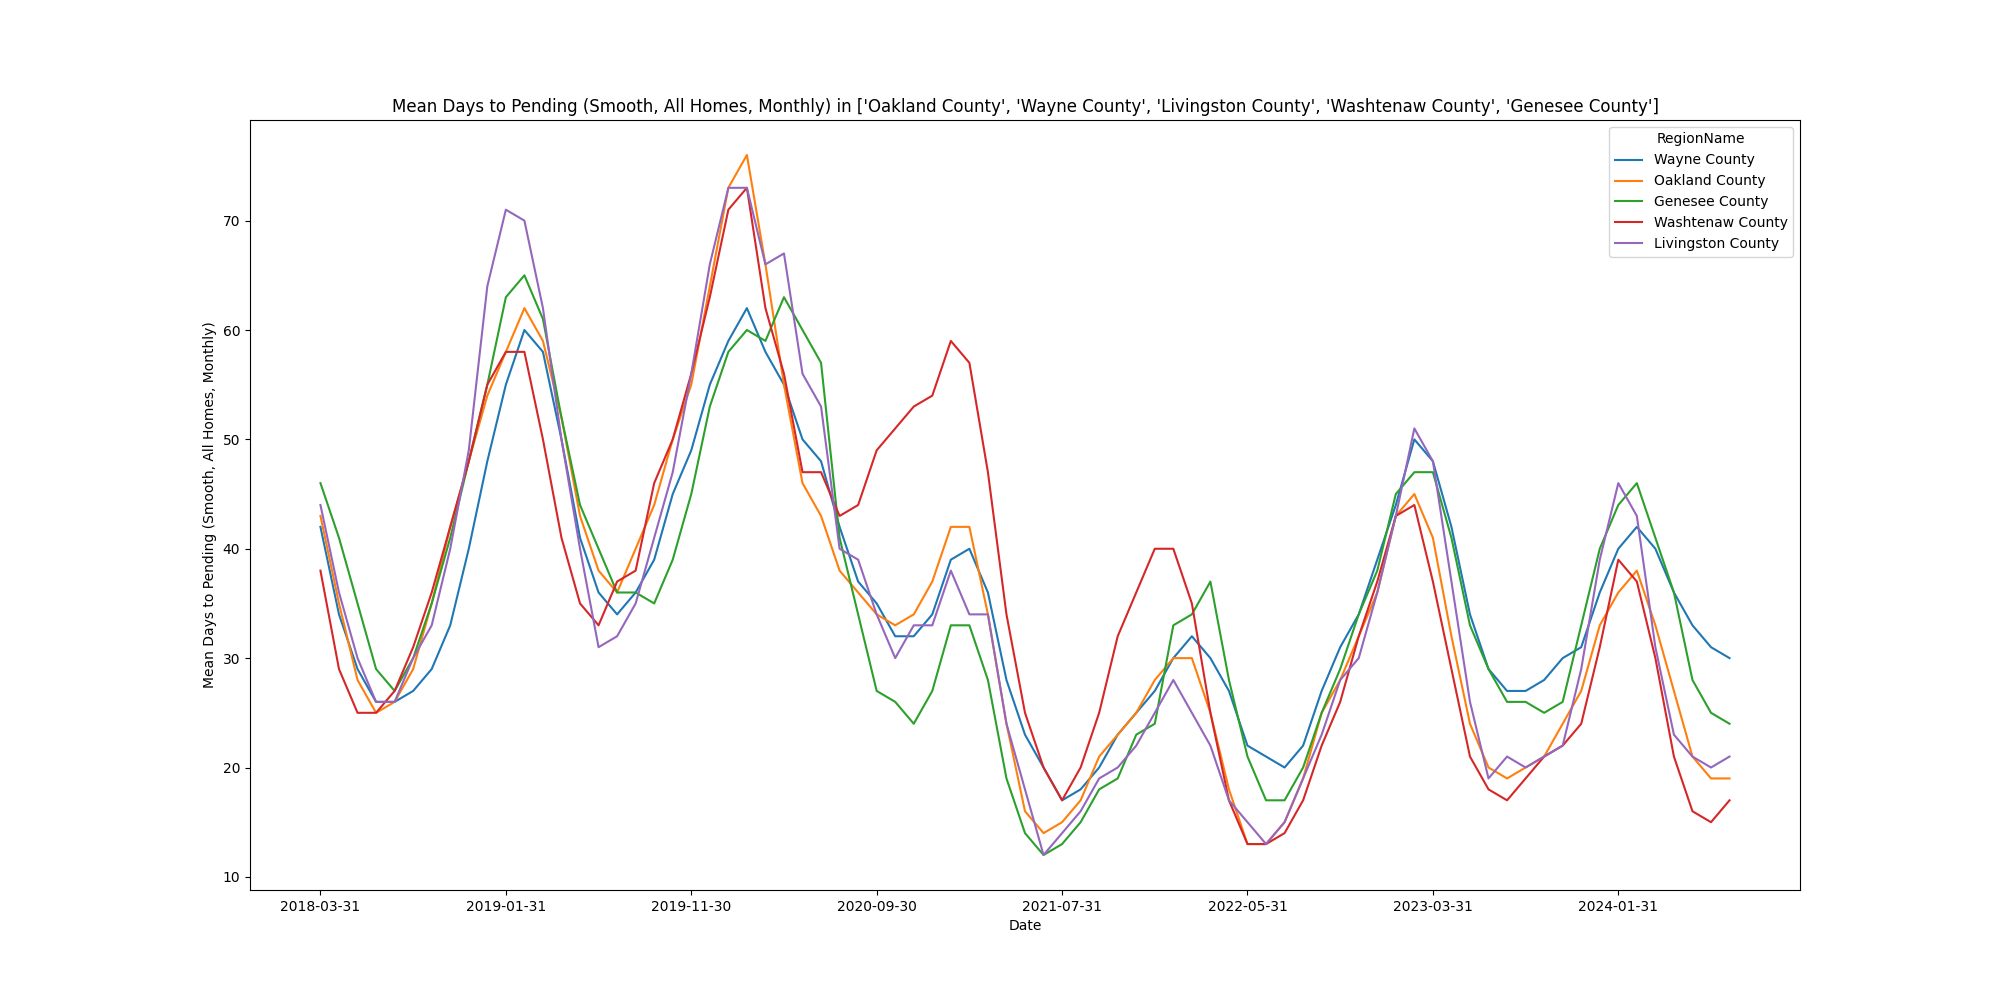 Mean Days to Pending (Smooth, All Homes, Monthly) in ['Oakland County', 'Wayne County', 'Livingston County', 'Washtenaw County', 'Genesee County']
RegionName
Wayne County
Oakland County
Genesee County
Washtenaw County
Livingston County
Mean Days to Pending (Smooth, All Homes, Monthly)
70
60
50
40
30
20
10
2018-03-31 2019-01-31 2019-11-30 2020-09-30 2021-07-31 2022-05-31 2023-03-31 2024-01-31
Date